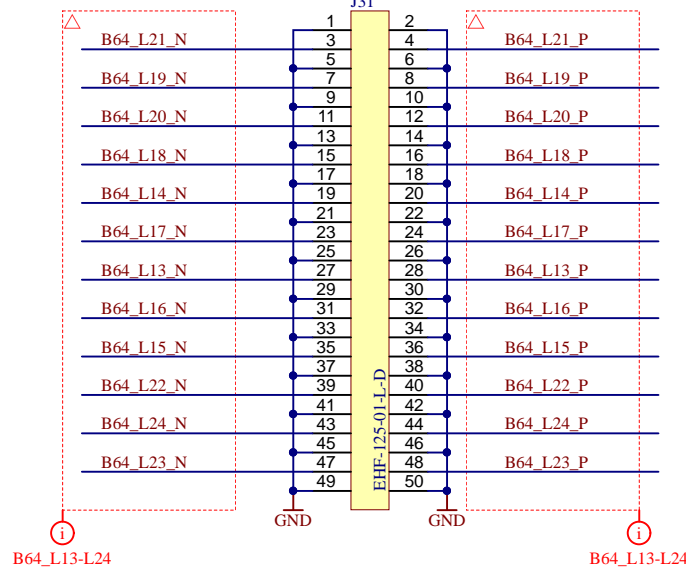 J31
1 2
B64_L21_N 3 4 B64_L21_P
5 6
B64_L19_N 7 8 B64_L19_P
9 10
B64_L20_N 11 12 B64_L20_P
13 14
B64_L18_N 15 16 B64_L18_P
17 18
B64_L14_N 19 20 B64_L14_P
21 22
B64_L17_N 23 24 B64_L17_P
25 26
B64_L13_N 27 28 B64_L13_P
29 30
B64_L16_N 31 32 B64_L16_P
33 34
B64_L15_N 35 36 B64_L15_P
37 38
B64_L22_N 39 40 B64_L22_P
41 42
B64_L24_N 43 44 B64_L24_P
45 46
B64_L23_N 47 48 B64_L23_P
49 50
EHF-125-01-L-D
GND GND
i i
B64_L13-L24 B64_L13-L24